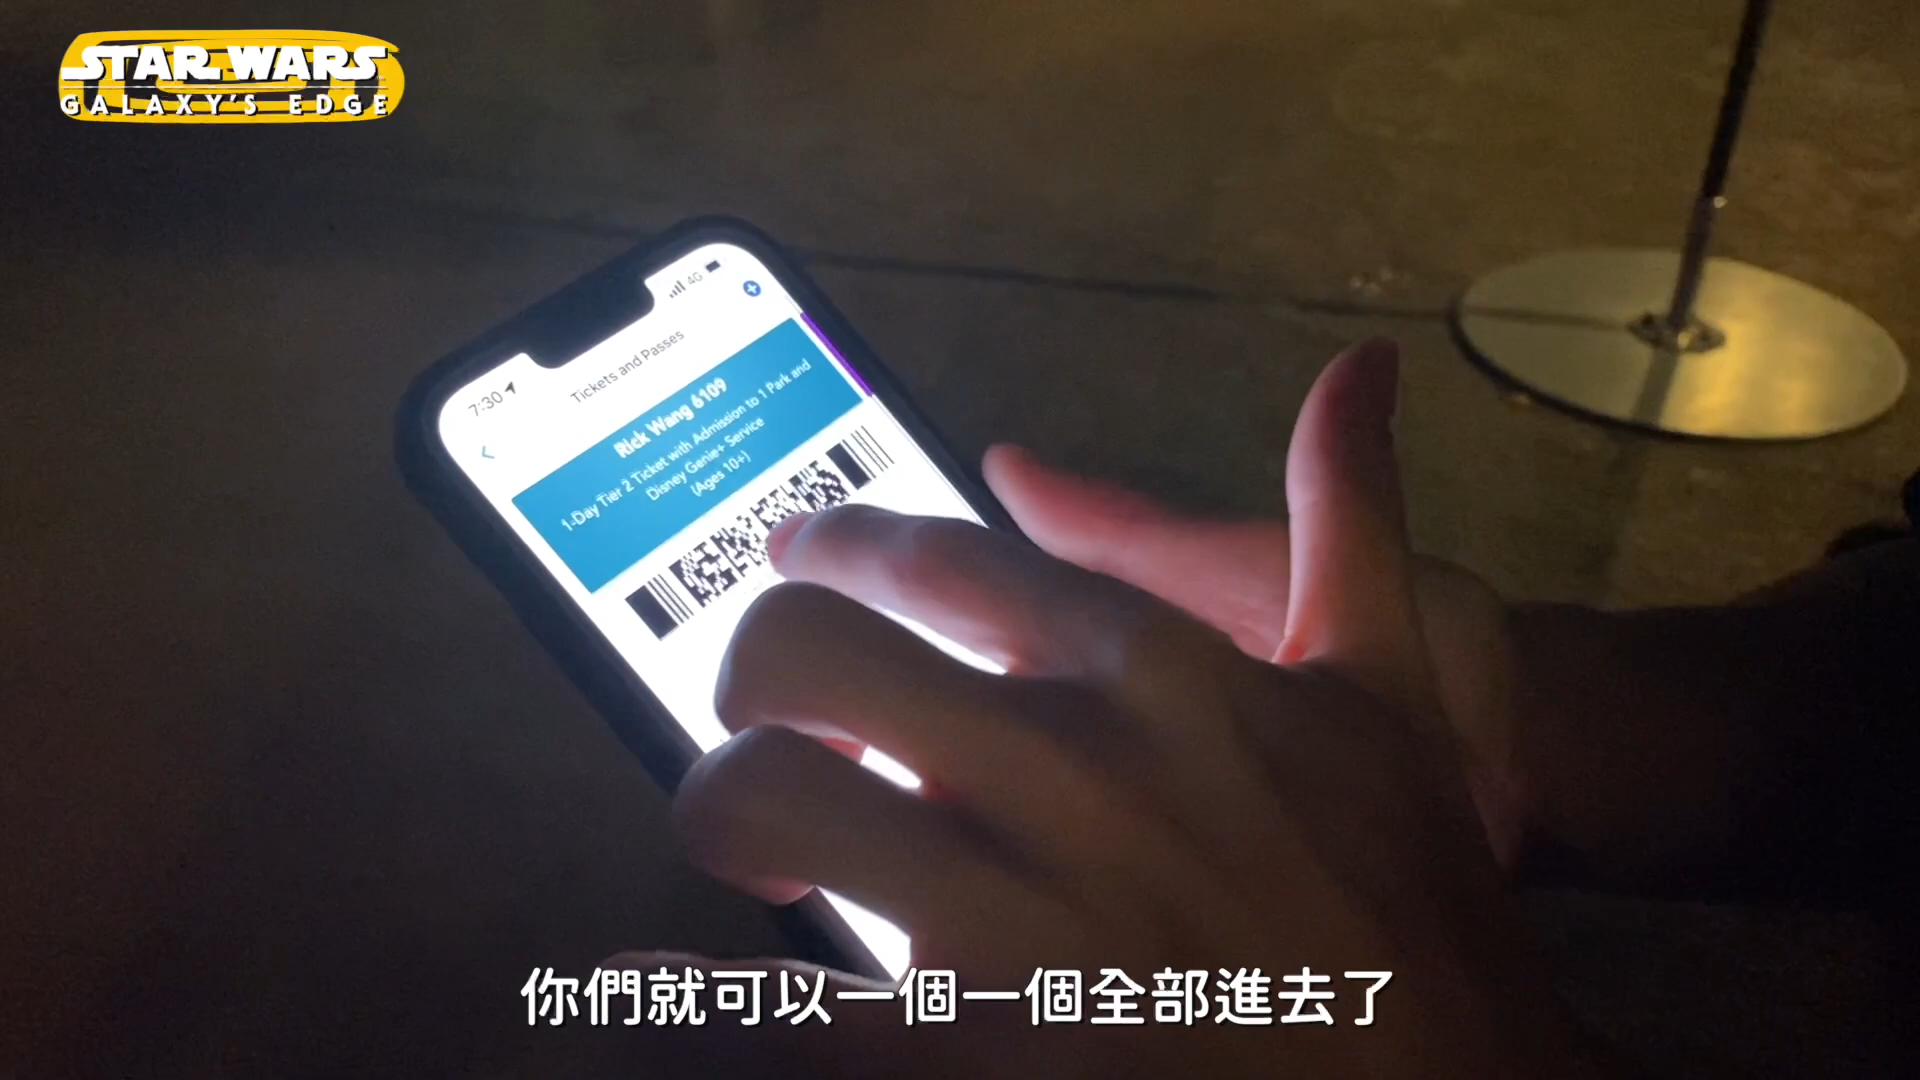 STAR WARS
GALAXY'S EDGE
7:30
4G
Tickets and Passes
Rick Wang 6109
1-Day Tier 2 Ticket with Admission to 1 Park and
Disney Genie+ Service
(Ages 10+)
你們就可以一個一個全部進去了